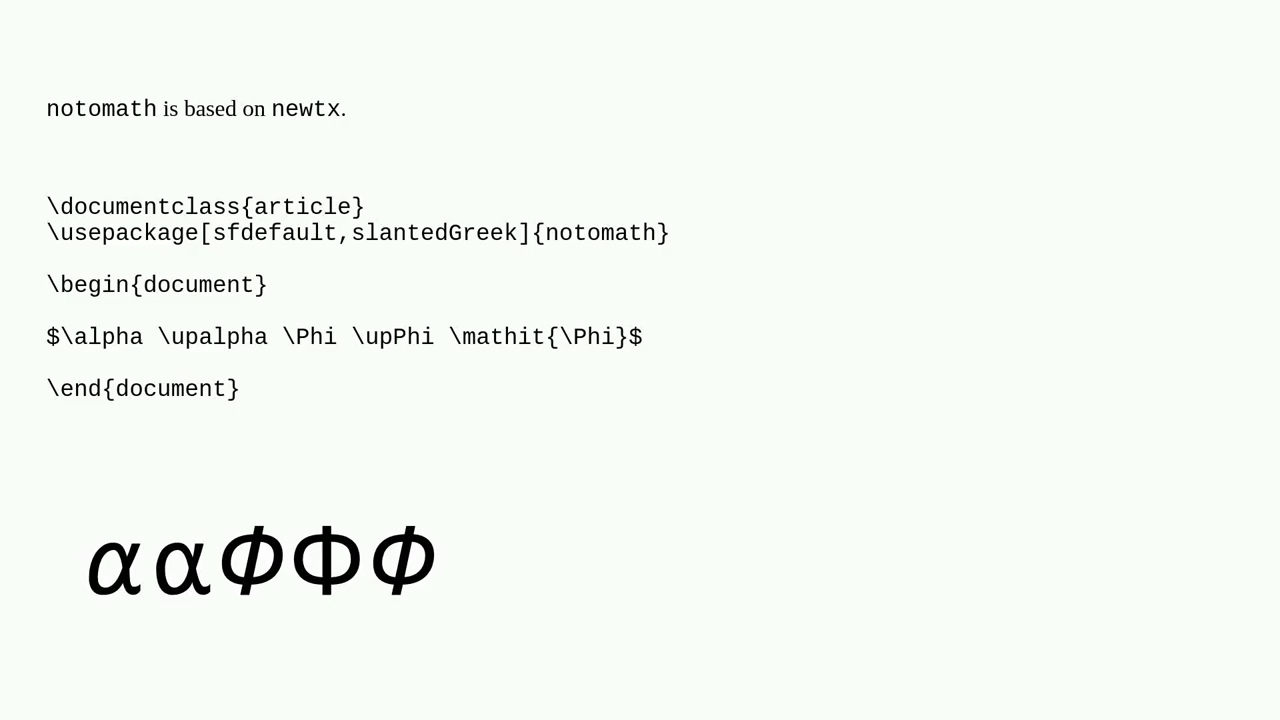 notomath is based on newtx.
\documentclass{article}
\usepackage[sfdefault,slantedGreek]{notomath}
\begin{document}
$\alpha \upalpha \Phi \upPhi \mathit{\Phi}$
\end{document}
ααΦΦΦ